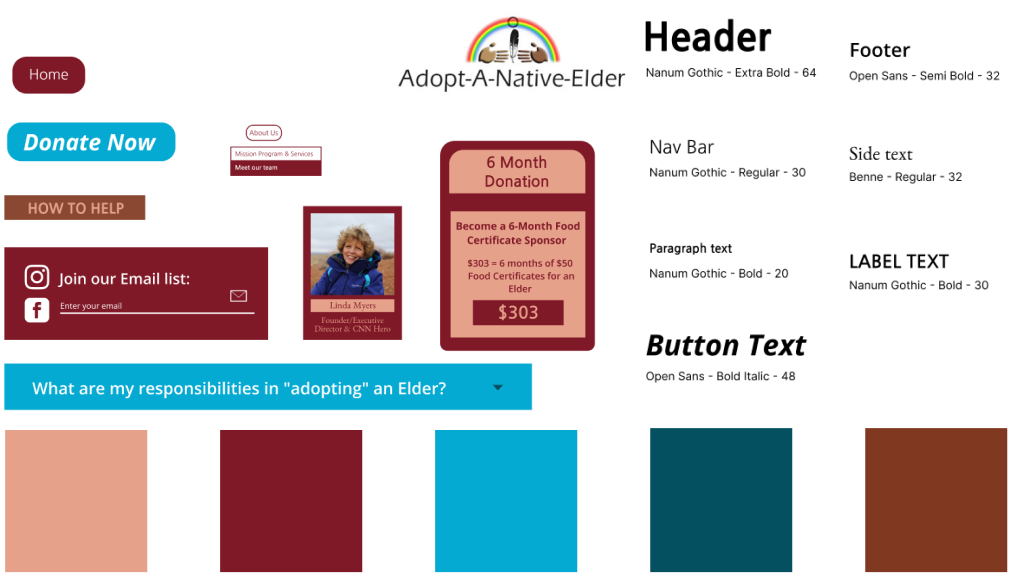 Home
Donate Now
HOW TO HELP
Join our Email list:
Enter your email
About Us
Mission Program & Services
Meet our team
Linda Myers
Founder/Executive
Director & CNN Hero
Adopt-A-Native-Elder
6 Month
Donation
Become a 6-Month Food
Certificate Sponsor
$303 = 6 months of $50
Food Certificates for an
Elder
$303
What are my responsibilities in "adopting" an Elder?
Header
Nanum Gothic - Extra Bold - 64
Footer
Open Sans - Semi Bold - 32
Nav Bar
Nanum Gothic - Regular - 30
Side text
Benne - Regular - 32
Paragraph text
Nanum Gothic - Bold - 20
LABEL TEXT
Nanum Gothic - Bold - 30
Button Text
Open Sans - Bold Italic - 48